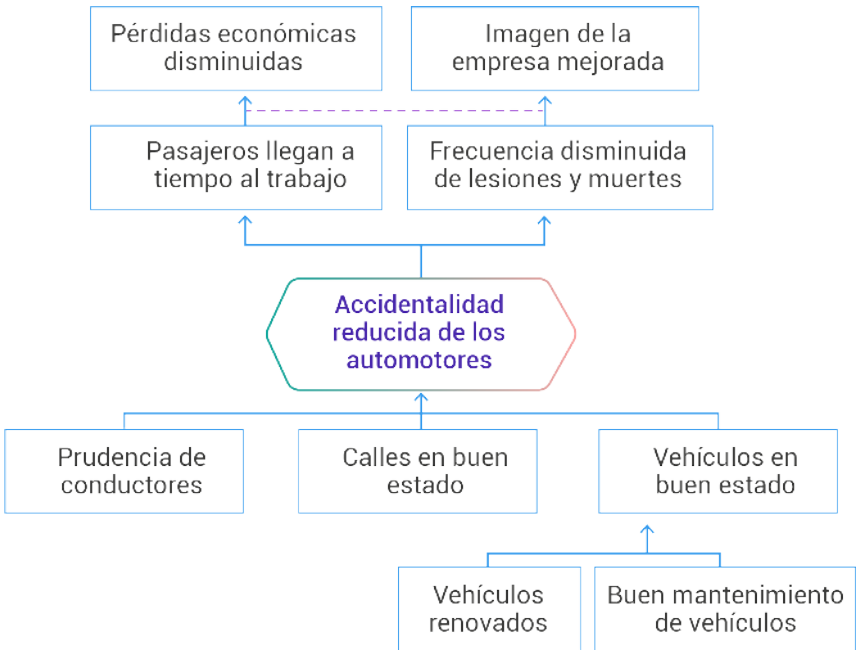 Pérdidas económicas
disminuidas
Imagen de la
empresa mejorada
Pasajeros llegan a
tiempo al trabajo
Frecuencia disminuida
de lesiones y muertes
Accidentalidad
reducida de los
automotores
Prudencia de
conductores
Calles en buen
estado
Vehículos en
buen estado
Vehículos
renovados
Buen mantenimiento
de vehículos